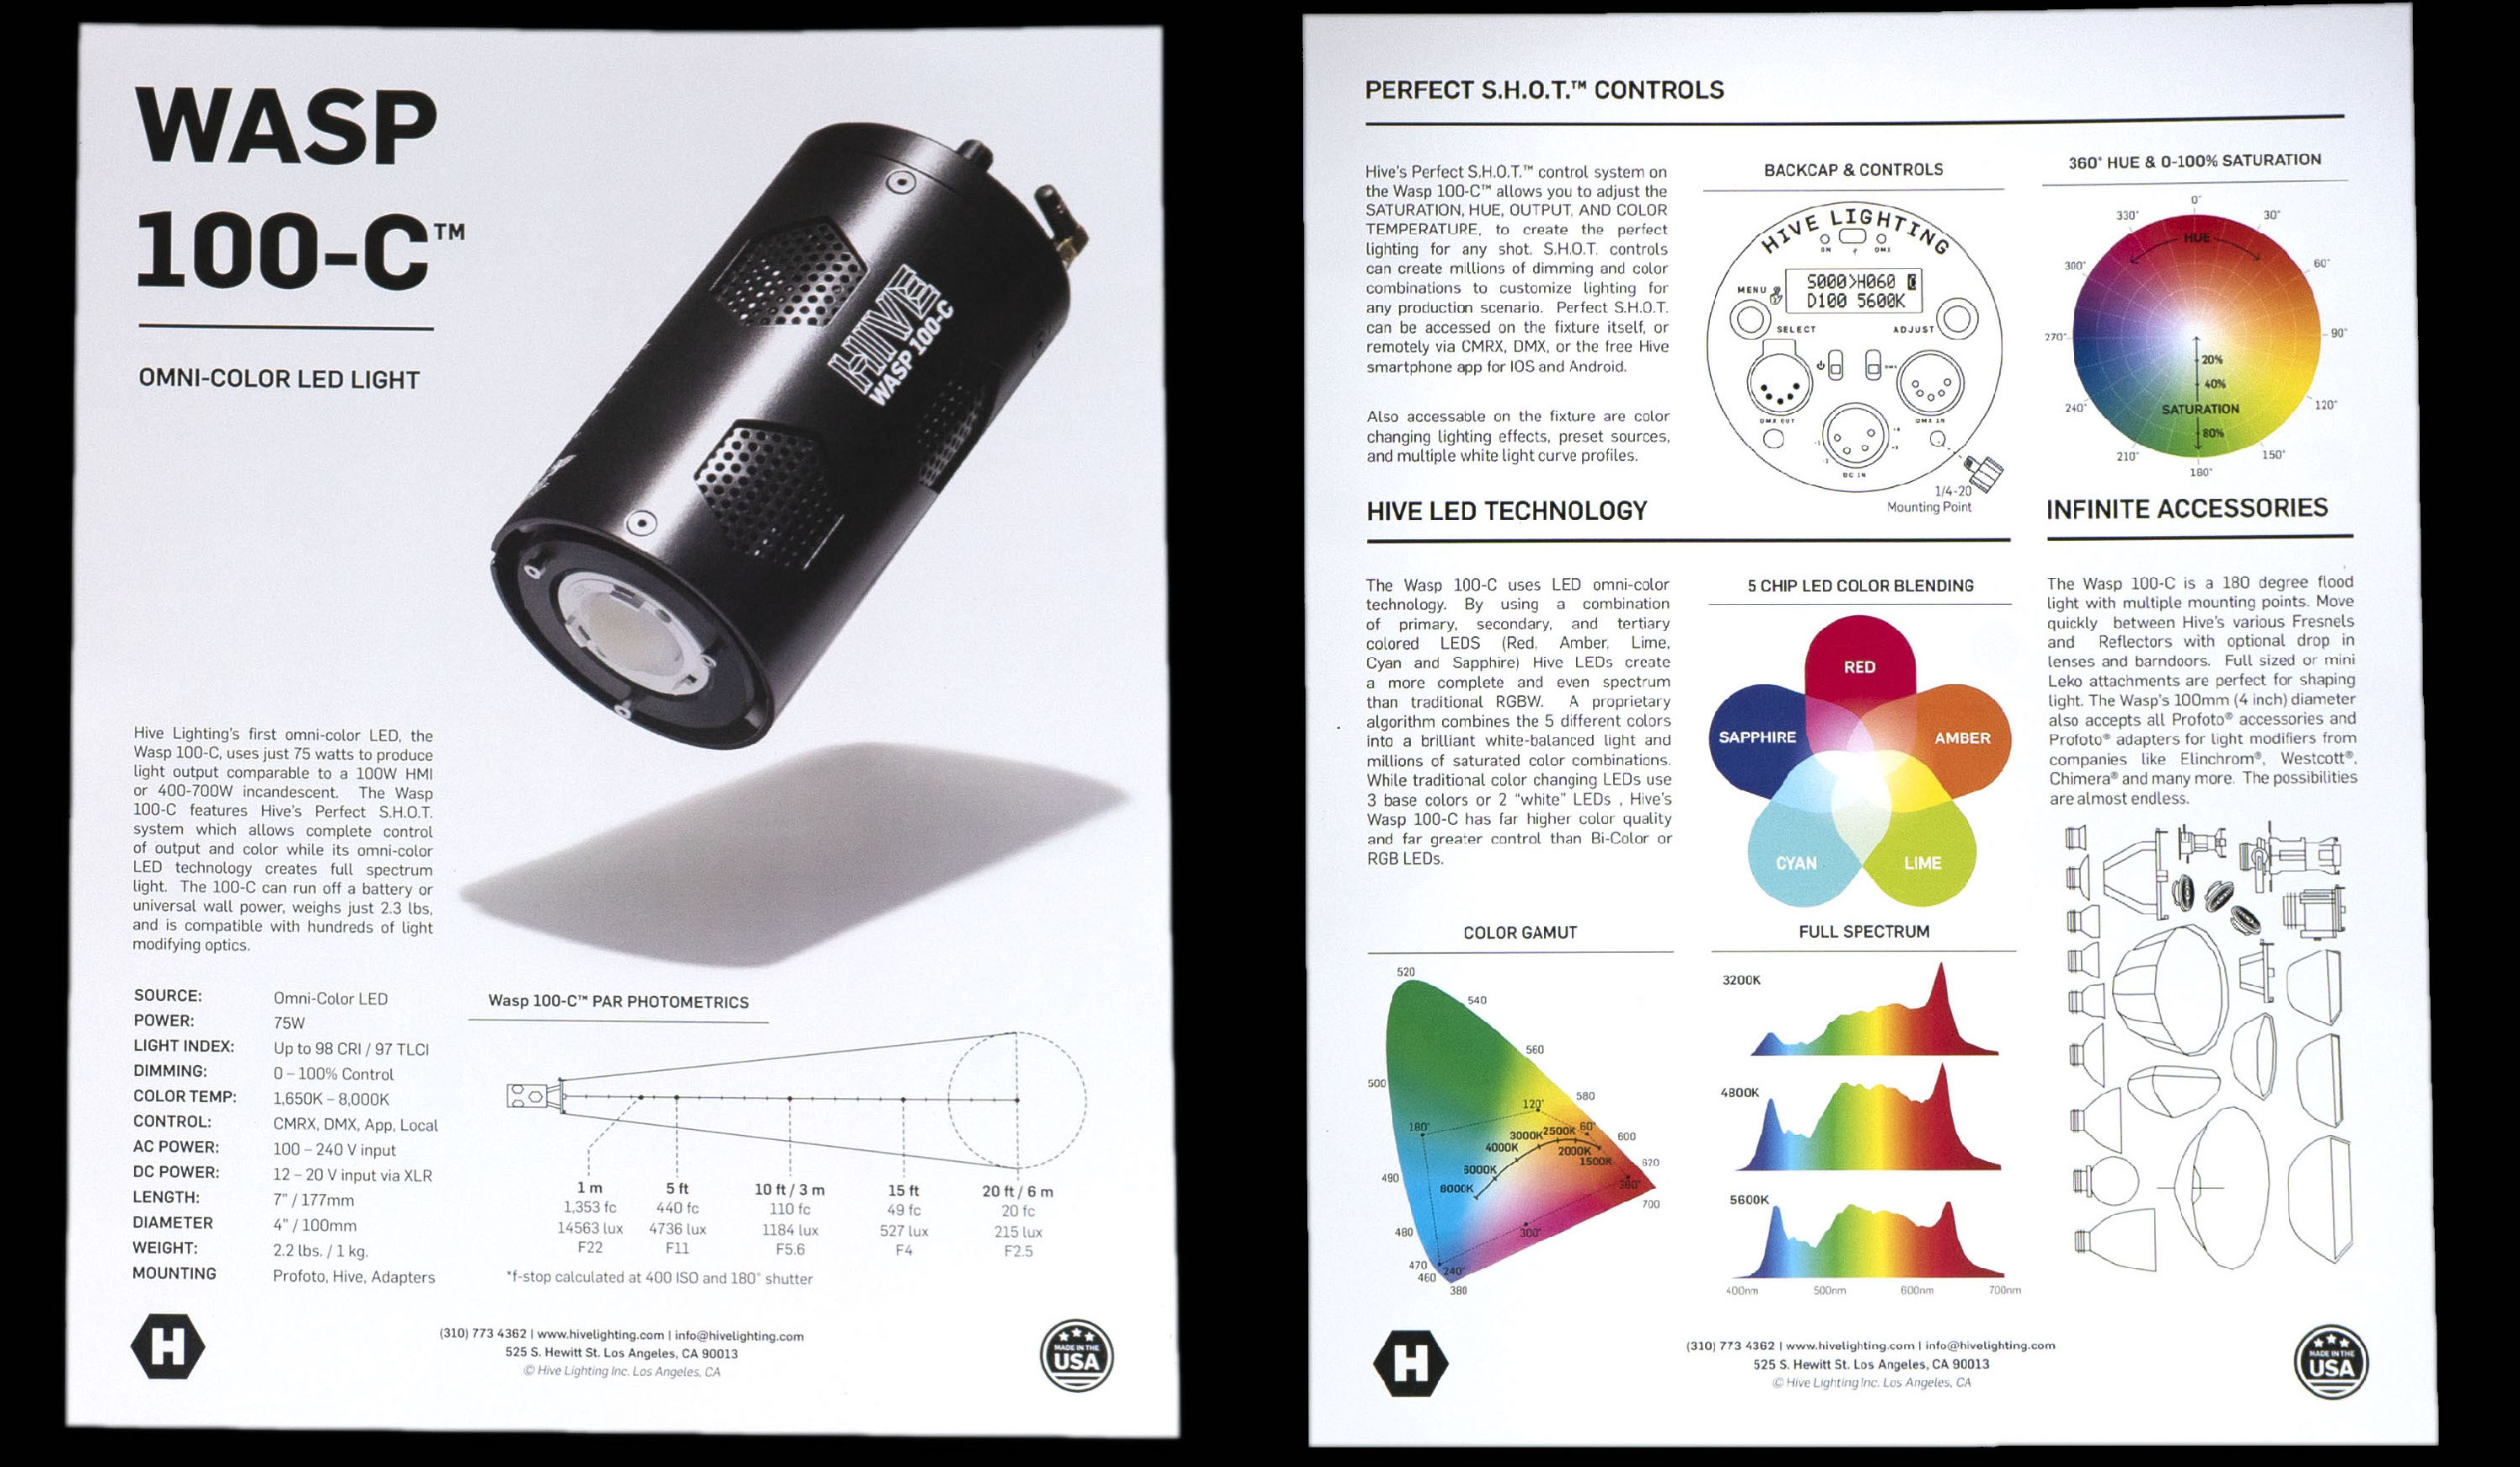 WASP
100-C™
OMNI-COLOR LED LIGHT
HIVE
WASP 100-C
Hive Lighting's first omni-color LED, the
Wasp 100-C, uses just 75 watts to produce
light output comparable to a 100W HMI
or 400-700W incandescent. The Wasp
100-C features Hive's Perfect S.H.O.T.
system which allows complete control
of output and color while its omni-color
LED technology creates full spectrum
light. The 100-C can run off a battery or
universal wall power, weighs just 2.3 lbs,
and is compatible with hundreds of light
modifying optics.
SOURCE: Omni-Color LED
POWER: 75W
LIGHT INDEX: Up to 98 CRI / 97 TLCI
DIMMING: 0 – 100% Control
COLOR TEMP: 1,650K – 8,000K
CONTROL: CMRX, DMX, App, Local
AC POWER: 100 – 240 V input
DC POWER: 12 – 20 V input via XLR
LENGTH: 7" / 177mm
DIAMETER 4" / 100mm
WEIGHT: 2.2 lbs. / 1 kg.
MOUNTING Profoto, Hive, Adapters
Wasp 100-C™ PAR PHOTOMETRICS
1 m 5 ft 10 ft / 3 m 15 ft 20 ft / 6 m
1,353 fc 440 fc 110 fc 49 fc 20 fc
14563 lux 4736 lux 1184 lux 527 lux 215 lux
F22 F11 F5.6 F4 F2.5
*f-stop calculated at 400 ISO and 180° shutter
H
(310) 773 4362 | www.hivelighting.com | info@hivelighting.com
525 S. Hewitt St. Los Angeles, CA 90013
© Hive Lighting Inc. Los Angeles, CA
MADE IN THE
USA
PERFECT S.H.O.T.™ CONTROLS
Hive's Perfect S.H.O.T.™ control system on
the Wasp 100-C™ allows you to adjust the
SATURATION, HUE, OUTPUT, AND COLOR
TEMPERATURE, to create the perfect
lighting for any shot. S.H.O.T. controls
can create millions of dimming and color
combinations to customize lighting for
any production scenario. Perfect S.H.O.T.
can be accessed on the fixture itself, or
remotely via CMRX, DMX, or the free Hive
smartphone app for IOS and Android.
Also accessable on the fixture are color
changing lighting effects, preset sources,
and multiple white light curve profiles.
BACKCAP & CONTROLS
HIVE LIGHTING
ON DMX
S000>H060
D100 5600K
MENU
SELECT ADJUST
DMX OUT DMX IN
DC IN
1/4-20
Mounting Point
360° HUE & 0-100% SATURATION
0°
330° 30°
HUE
300° 60°
270° 90°
20%
40%
240° 120°
SATURATION
80%
210° 150°
180°
HIVE LED TECHNOLOGY
The Wasp 100-C uses LED omni-color
technology. By using a combination
of primary, secondary, and tertiary
colored LEDS (Red, Amber, Lime,
Cyan and Sapphire) Hive LEDs create
a more complete and even spectrum
than traditional RGBW. A proprietary
algorithm combines the 5 different colors
into a brilliant white-balanced light and
millions of saturated color combinations.
While traditional color changing LEDs use
3 base colors or 2 "white" LEDs , Hive's
Wasp 100-C has far higher color quality
and far greater control than Bi-Color or
RGB LEDs.
5 CHIP LED COLOR BLENDING
RED
SAPPHIRE AMBER
CYAN LIME
INFINITE ACCESSORIES
The Wasp 100-C is a 180 degree flood
light with multiple mounting points. Move
quickly between Hive's various Fresnels
and Reflectors with optional drop in
lenses and barndoors. Full sized or mini
Leko attachments are perfect for shaping
light. The Wasp's 100mm (4 inch) diameter
also accepts all Profoto® accessories and
Profoto® adapters for light modifiers from
companies like Elinchrom®, Westcott®,
Chimera® and many more. The possibilities
are almost endless.
COLOR GAMUT
520
540
560
500
580
120°
180° 3000K 2500K 60° 600
4000K 2000K
1500K 620
6000K
490 8000K 360°
700
480 300°
470 240°
460
380
FULL SPECTRUM
3200K
4800K
5600K
400nm 500nm 600nm 700nm
H
(310) 773 4362 | www.hivelighting.com | info@hivelighting.com
525 S. Hewitt St. Los Angeles, CA 90013
© Hive Lighting Inc. Los Angeles, CA
MADE IN THE
USA